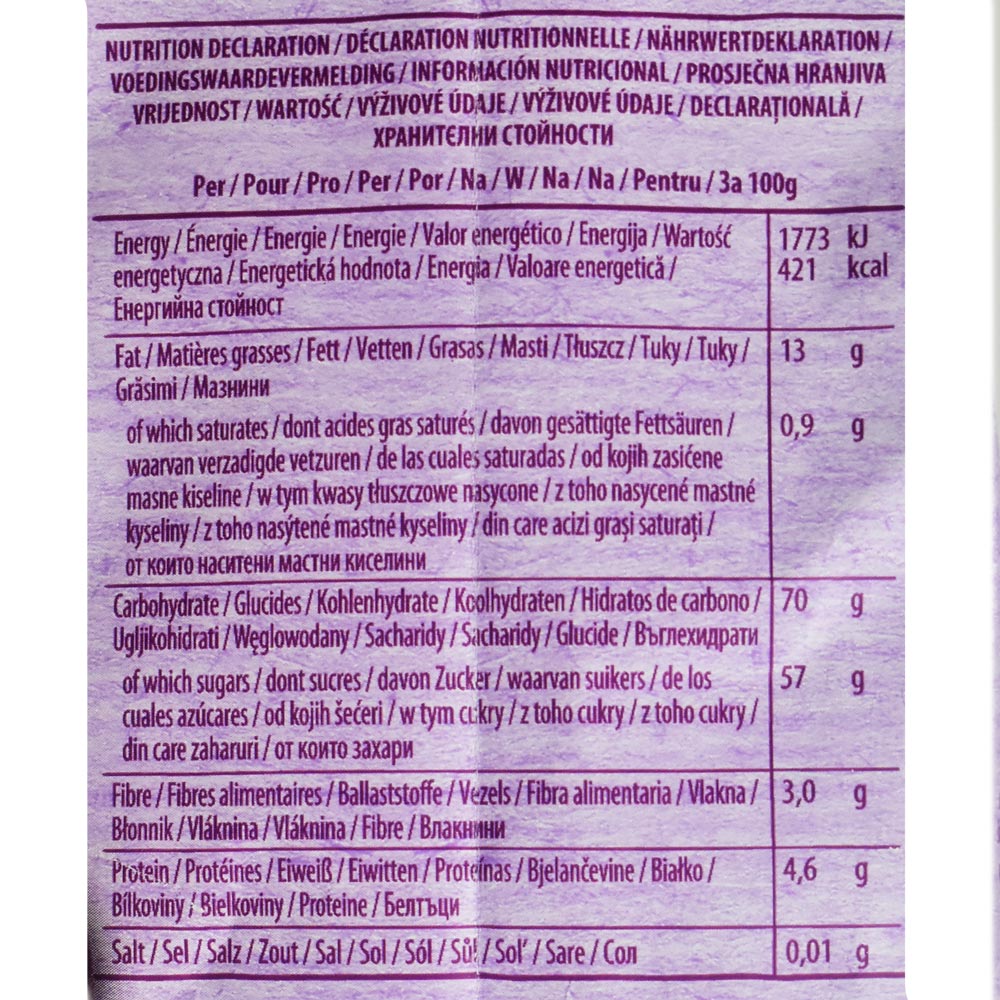 NUTRITION DECLARATION / DÉCLARATION NUTRITIONNELLE / NÄHRWERTDEKLARATION /
VOEDINGSWAARDEVERMELDING / INFORMACIÓN NUTRICIONAL / PROSJEČNA HRANJIVA
VRIJEDNOST / WARTOŚĆ / VÝŽIVOVÉ ÚDAJE / VÝŽIVOVÉ ÚDAJE / DECLARAȚIONALĂ /
ХРАНИТЄЛНИ СТОЙНОСТИ
Per / Pour / Pro / Per / Por / Na / W / Na / Na / Pentru / За 100g
Energy / Énergie / Energie / Energie / Valor energético / Energija / Wartość 1773 kJ
energetyczna / Energetická hodnota / Energia / Valoare energetică / 421 kcal
Енергийна стойност
Fat / Matières grasses / Fett / Vetten / Grasas / Masti / Tłuszcz / Tuky / Tuky / 13 g
Grăsimi / Мазнини
of which saturates / dont acides gras saturés / davon gesättigte Fettsäuren / 0,9 g
waarvan verzadigde vetzuren / de las cuales saturadas / od kojih zasićene
masne kiseline / w tym kwasy tłuszczowe nasycone / z toho nasycené mastné
kyseliny / z toho nasýtené mastné kyseliny / din care acizi grași saturați /
от които наситени мастни киселини
Carbohydrate / Glucides / Kohlenhydrate / Koolhydraten / Hidratos de carbono / 70 g
Ugljikohidrati / Węglowodany / Sacharidy / Sacharidy / Glucide / Въглехидрати
of which sugars / dont sucres / davon Zucker / waarvan suikers / de los 57 g
cuales azúcares / od kojih šećeri / w tym cukry / z toho cukry / z toho cukry /
din care zaharuri / от които захари
Fibre / Fibres alimentaires / Ballaststoffe / Vezels / Fibra alimentaria / Vlakna / 3,0 g
Błonnik / Vláknina / Vláknina / Fibre / Влакнини
Protein / Protéines / Eiweiß / Eiwitten / Proteínas / Bjelančevine / Białko / 4,6 g
Bílkoviny / Bielkoviny / Proteine / Белтъци
Salt / Sel / Salz / Zout / Sal / Sol / Sól / Sůl / Soľ / Sare / Сол 0,01 g